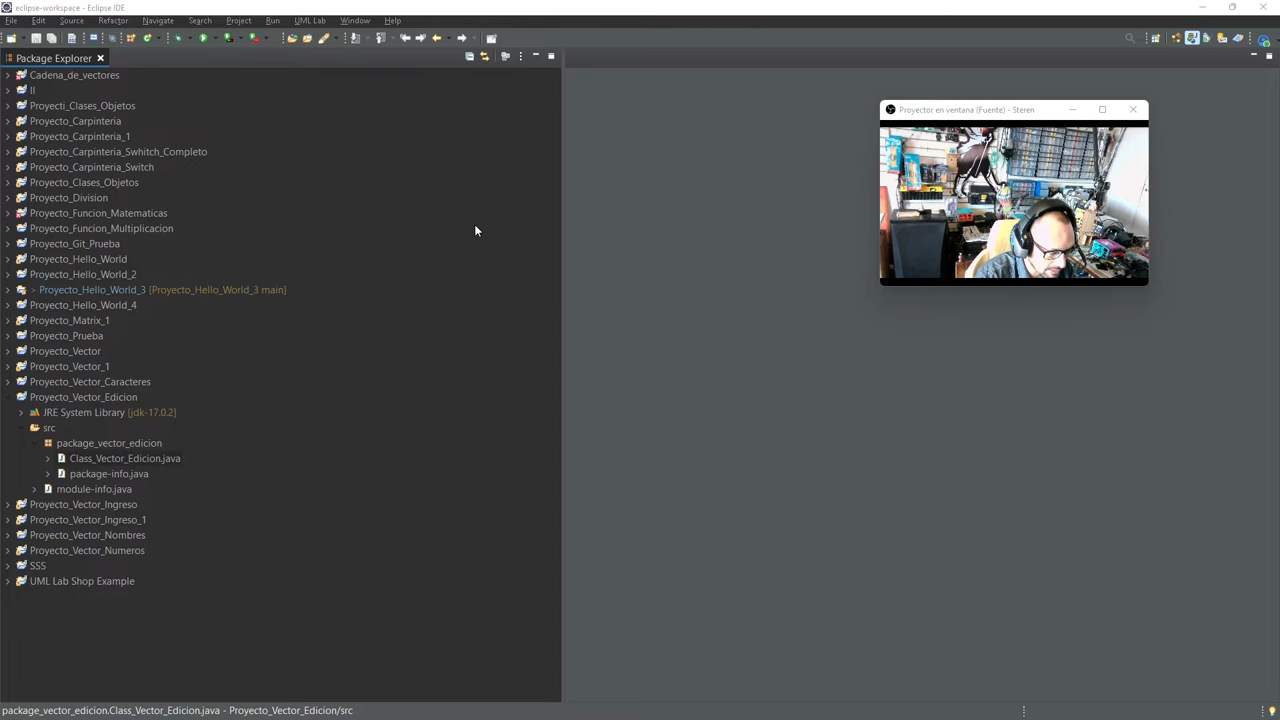 eclipse-workspace - Eclipse IDE
File Edit Source Refactor Navigate Search Project Run UML Lab Window Help
Package Explorer
Cadena_de_vectores
II
Proyecti_Clases_Objetos
Proyecto_Carpinteria
Proyecto_Carpinteria_1
Proyecto_Carpinteria_Swhitch_Completo
Proyecto_Carpinteria_Switch
Proyecto_Clases_Objetos
Proyecto_Division
Proyecto_Funcion_Matematicas
Proyecto_Funcion_Multiplicacion
Proyecto_Git_Prueba
Proyecto_Hello_World
Proyecto_Hello_World_2
> Proyecto_Hello_World_3 [Proyecto_Hello_World_3 main]
Proyecto_Hello_World_4
Proyecto_Matrix_1
Proyecto_Prueba
Proyecto_Vector
Proyecto_Vector_1
Proyecto_Vector_Caracteres
Proyecto_Vector_Edicion
JRE System Library [jdk-17.0.2]
src
package_vector_edicion
Class_Vector_Edicion.java
package-info.java
module-info.java
Proyecto_Vector_Ingreso
Proyecto_Vector_Ingreso_1
Proyecto_Vector_Nombres
Proyecto_Vector_Numeros
SSS
UML Lab Shop Example
Proyector en ventana (Fuente) - Steren
package_vector_edicion.Class_Vector_Edicion.java - Proyecto_Vector_Edicion/src